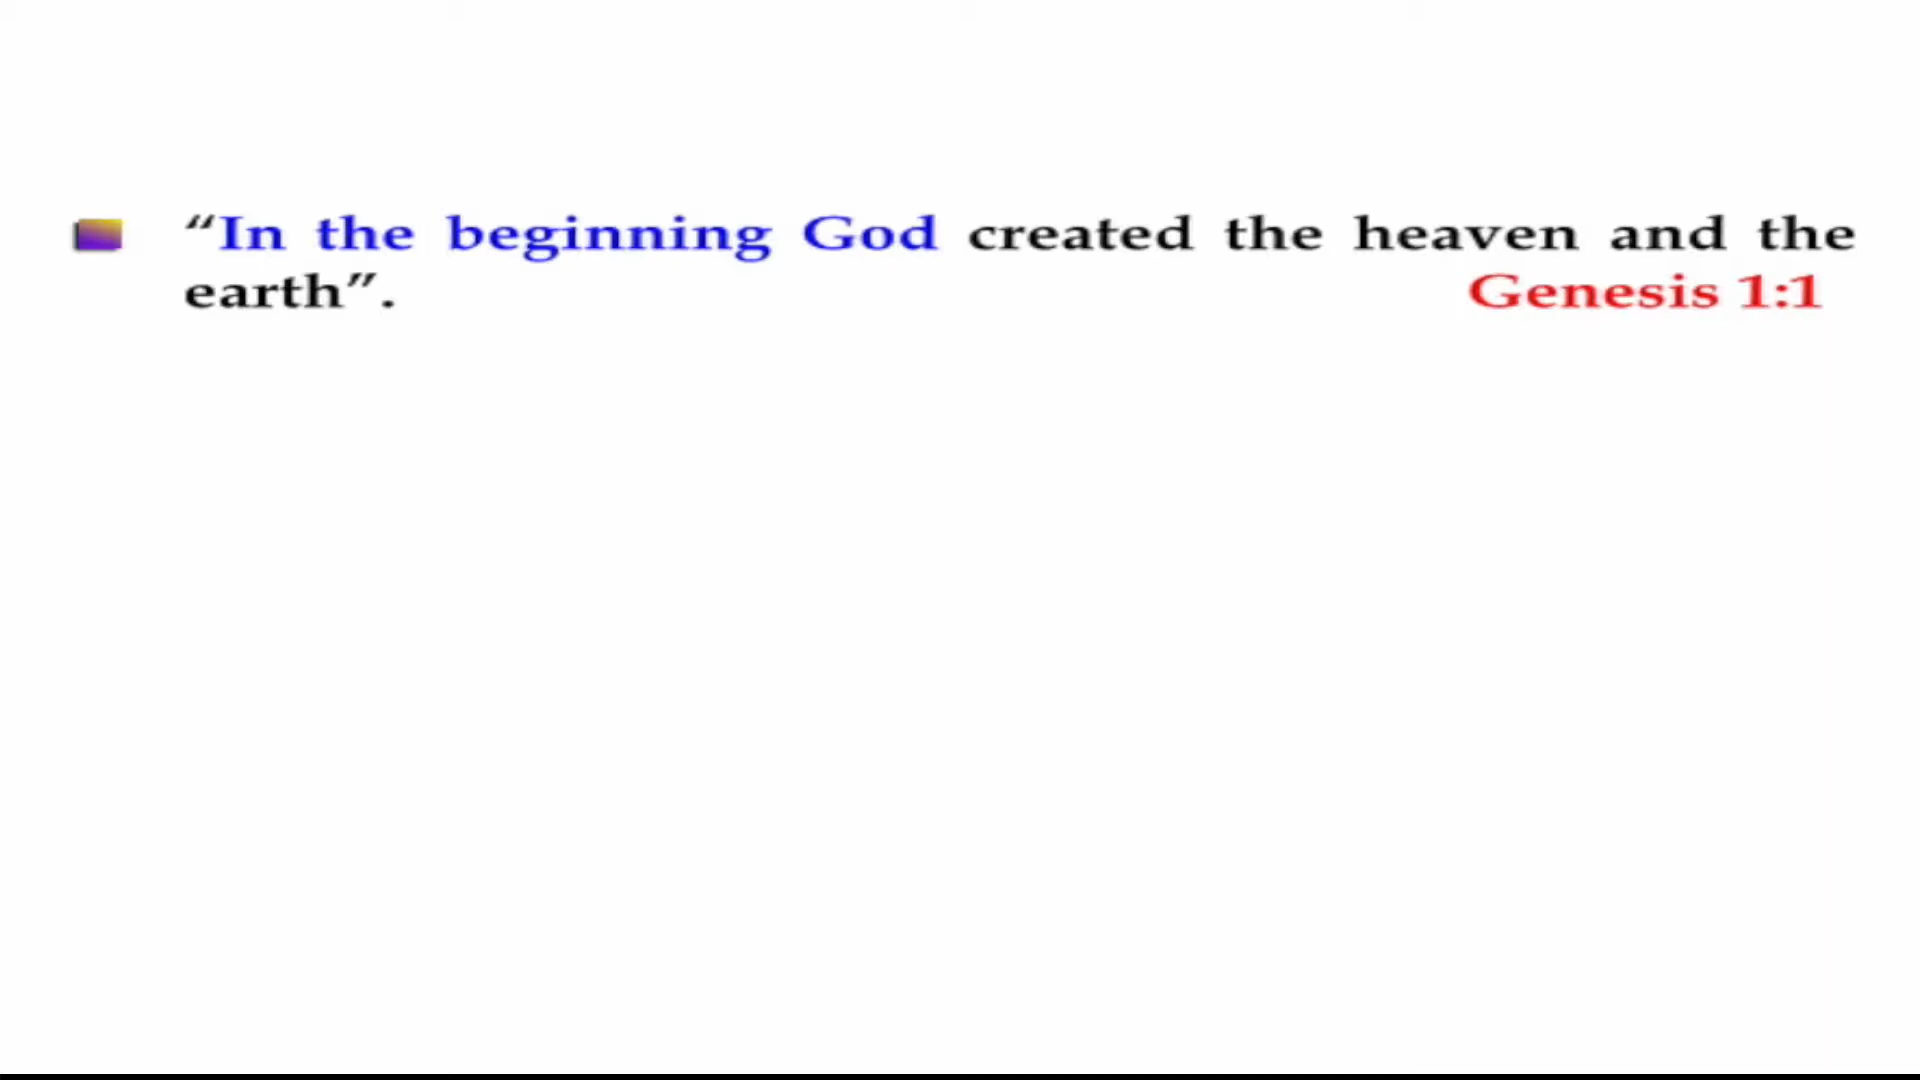 “In the beginning God created the heaven and the
earth”. Genesis 1:1